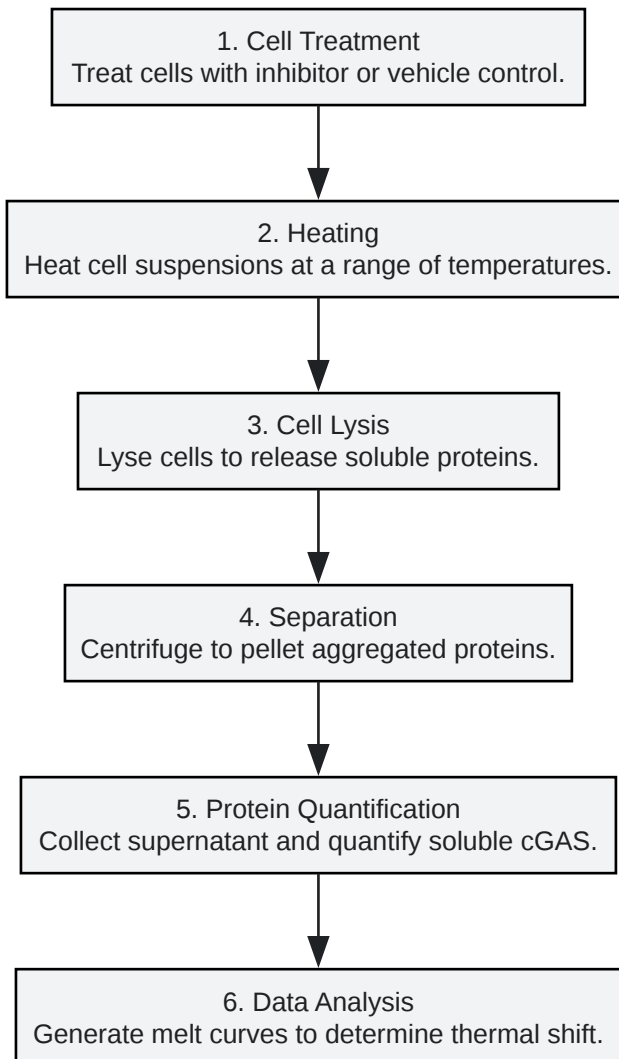 1. Cell Treatment
Treat cells with inhibitor or vehicle control.
2. Heating
Heat cell suspensions at a range of temperatures.
3. Cell Lysis
Lyse cells to release soluble proteins.
4. Separation
Centrifuge to pellet aggregated proteins.
5. Protein Quantification
Collect supernatant and quantify soluble cGAS.
6. Data Analysis
Generate melt curves to determine thermal shift.